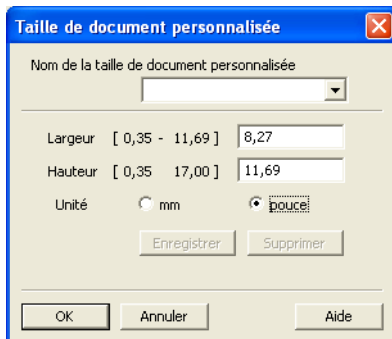 Taille de document personnalisée
Nom de la taille de document personnalisée
Largeur [ 0,35 - 11,69 ] 8,27
Hauteur [ 0,35 17,00 ] 11,69
Unité mm pouce
Enregistrer Supprimer
OK Annuler Aide